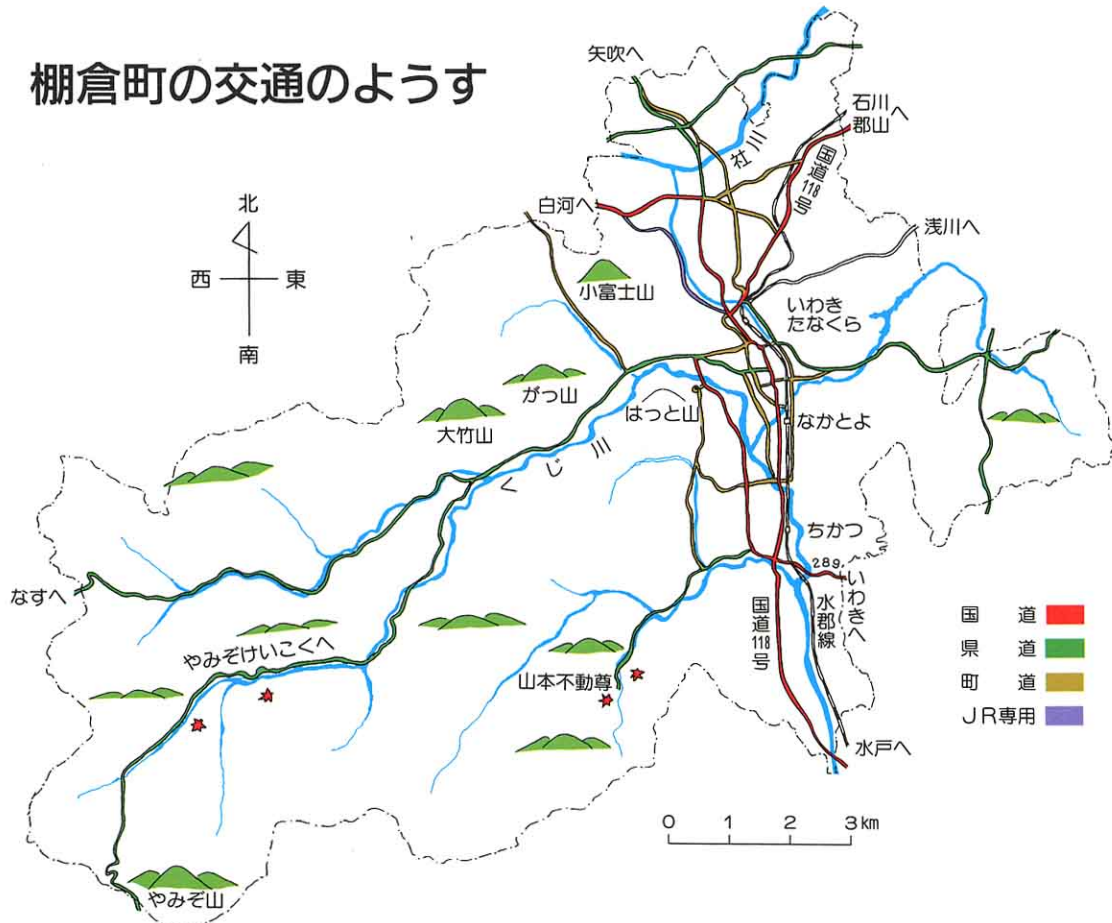 棚倉町の交通のようす
矢吹へ
石川
郡山へ
社川
国道118号
白河へ
浅川へ
北
西
東
南
小富士山
いわき
たなくら
がっ山
はっと山
大竹山
なかとよ
くじ川
ちかつ
なすへ
289
いわきへ
水郡線
国道118号
やみぞけいこくへ
山本不動尊
水戸へ
やみぞ山
国道
県道
町道
JR専用
0 1 2 3km